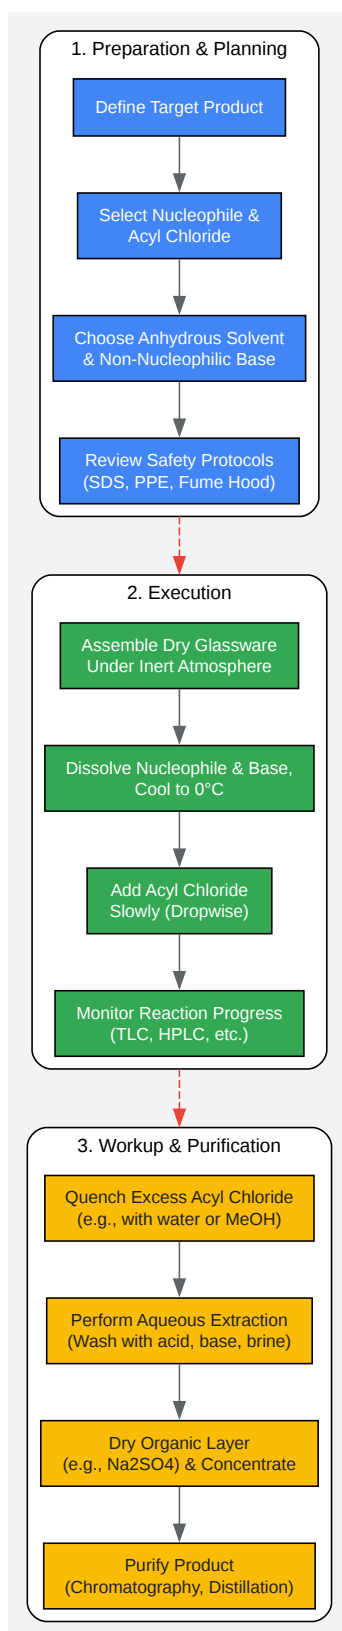 1. Preparation & Planning
Define Target Product
Select Nucleophile &
Acyl Chloride
Choose Anhydrous Solvent
& Non-Nucleophilic Base
Review Safety Protocols
(SDS, PPE, Fume Hood)
2. Execution
Assemble Dry Glassware
Under Inert Atmosphere
Dissolve Nucleophile & Base,
Cool to 0°C
Add Acyl Chloride
Slowly (Dropwise)
Monitor Reaction Progress
(TLC, HPLC, etc.)
3. Workup & Purification
Quench Excess Acyl Chloride
(e.g., with water or MeOH)
Perform Aqueous Extraction
(Wash with acid, base, brine)
Dry Organic Layer
(e.g., Na2SO4) & Concentrate
Purify Product
(Chromatography, Distillation)